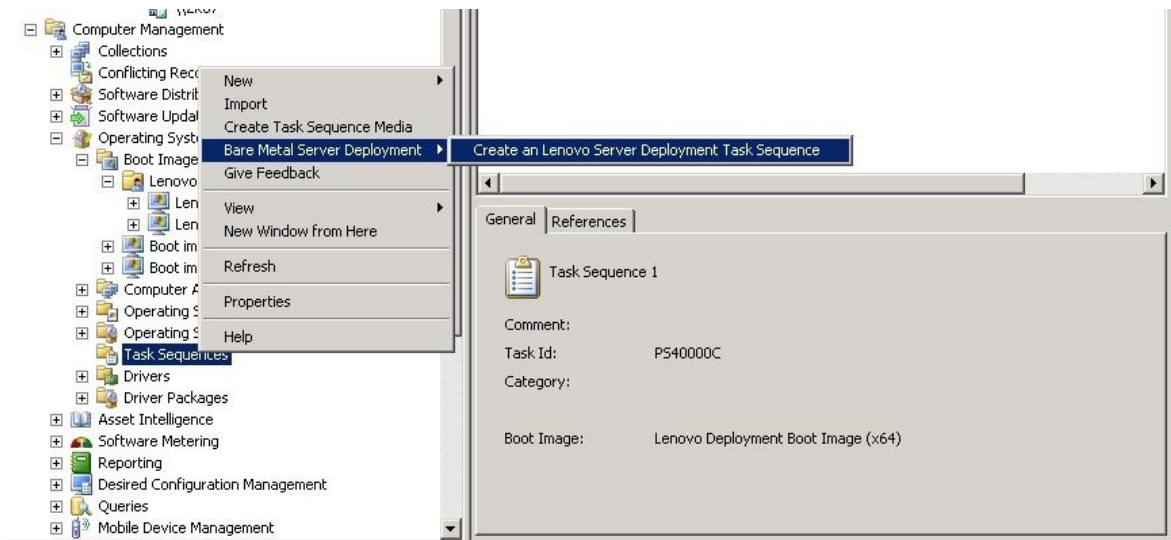 Computer Management
Collections
Conflicting Reco
Software Distrib
Software Updat
Operating Syst
Boot Image
Lenovo
Len
Len
Boot im
Boot im
Computer A
Operating S
Operating S
Task Sequences
Drivers
Driver Packages
Asset Intelligence
Software Metering
Reporting
Desired Configuration Management
Queries
Mobile Device Management
New
Import
Create Task Sequence Media
Bare Metal Server Deployment
Give Feedback
View
New Window from Here
Refresh
Properties
Help
Create an Lenovo Server Deployment Task Sequence
General References
Task Sequence 1
Comment:
Task Id: PS40000C
Category:
Boot Image: Lenovo Deployment Boot Image (x64)